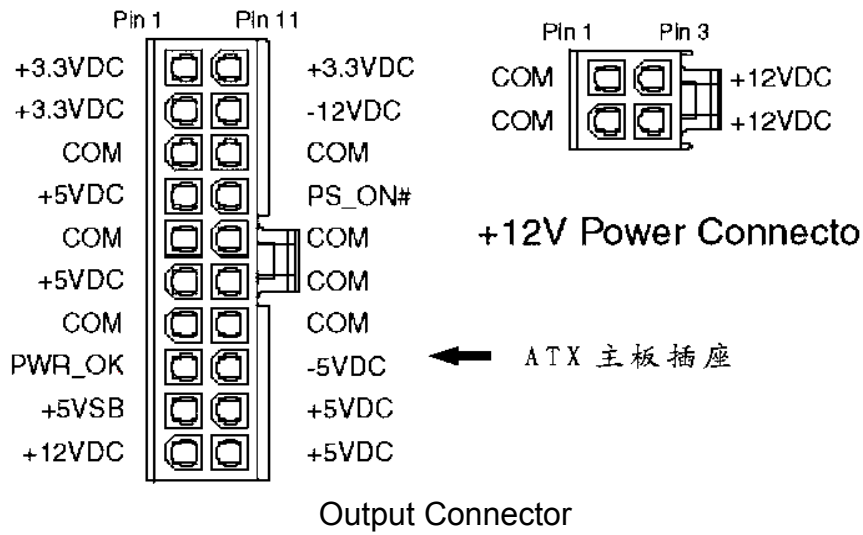 Pin 1 Pin 11
+3.3VDC +3.3VDC
+3.3VDC -12VDC
COM COM
+5VDC PS_ON#
COM COM
+5VDC COM
COM COM
PWR_OK -5VDC
+5VSB +5VDC
+12VDC +5VDC
Pin 1 Pin 3
COM +12VDC
COM +12VDC
+12V Power Connecto
ATX 主板插座
Output Connector